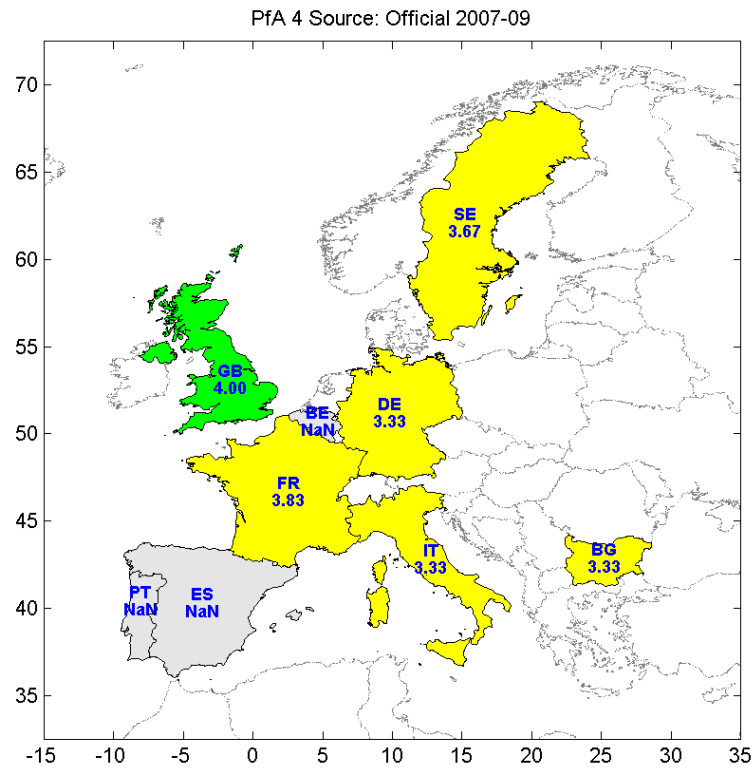 PfA 4 Source: Official 2007-09
70
65
SE
3.67
60
55
GB
4.00
DE
3.33
BE
NaN
50
FR
3.83
45
IT
3.33
BG
3.33
PT
NaN
ES
NaN
40
35
-15 -10 -5 0 5 10 15 20 25 30 35